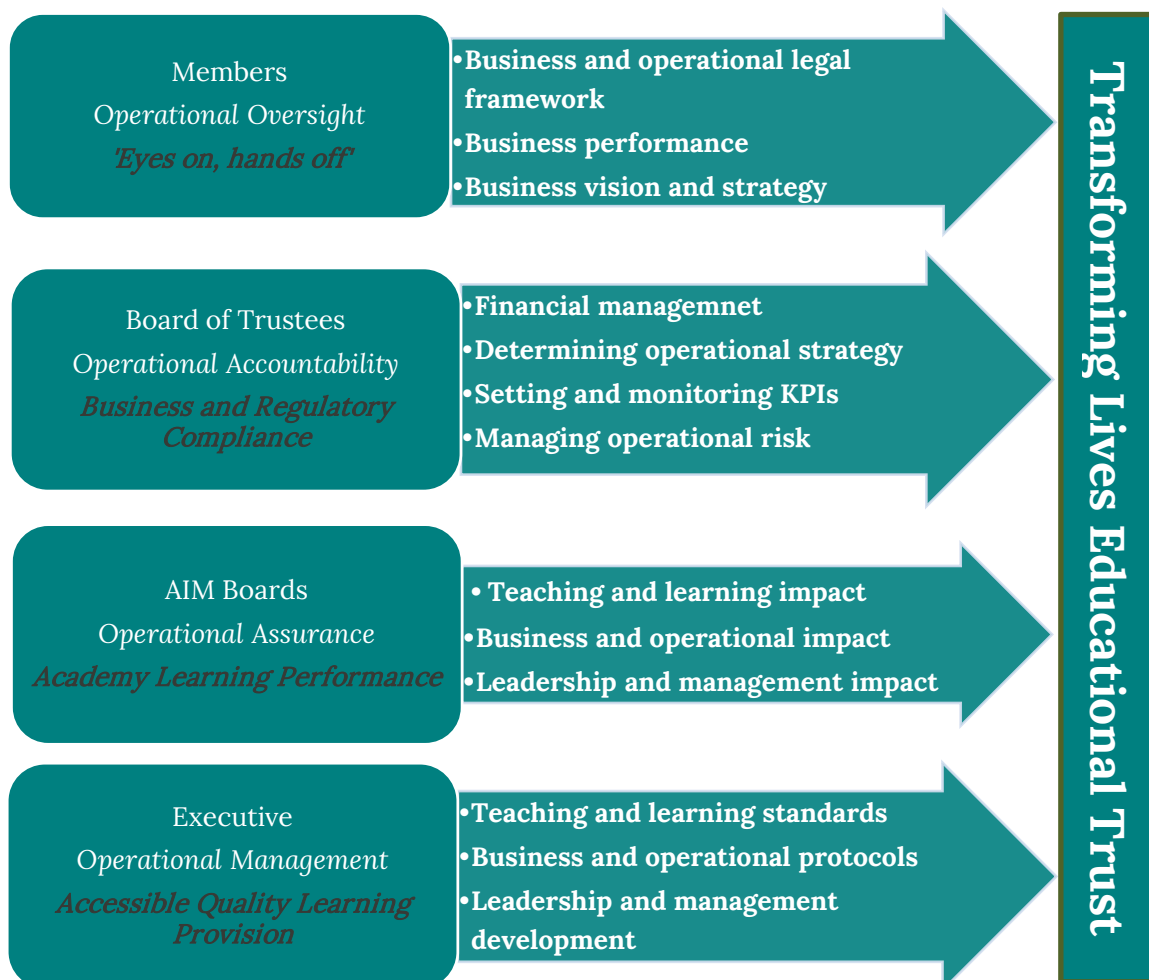 Members
Operational Oversight
'Eyes on, hands off'
•Business and operational legal
framework
•Business performance
•Business vision and strategy
Board of Trustees
Operational Accountability
Business and Regulatory
Compliance
•Financial managemnet
•Determining operational strategy
•Setting and monitoring KPIs
•Managing operational risk
AIM Boards
Operational Assurance
Academy Learning Performance
• Teaching and learning impact
•Business and operational impact
•Leadership and management impact
Executive
Operational Management
Accessible Quality Learning
Provision
•Teaching and learning standards
•Business and operational protocols
•Leadership and management
development
Transforming Lives Educational Trust